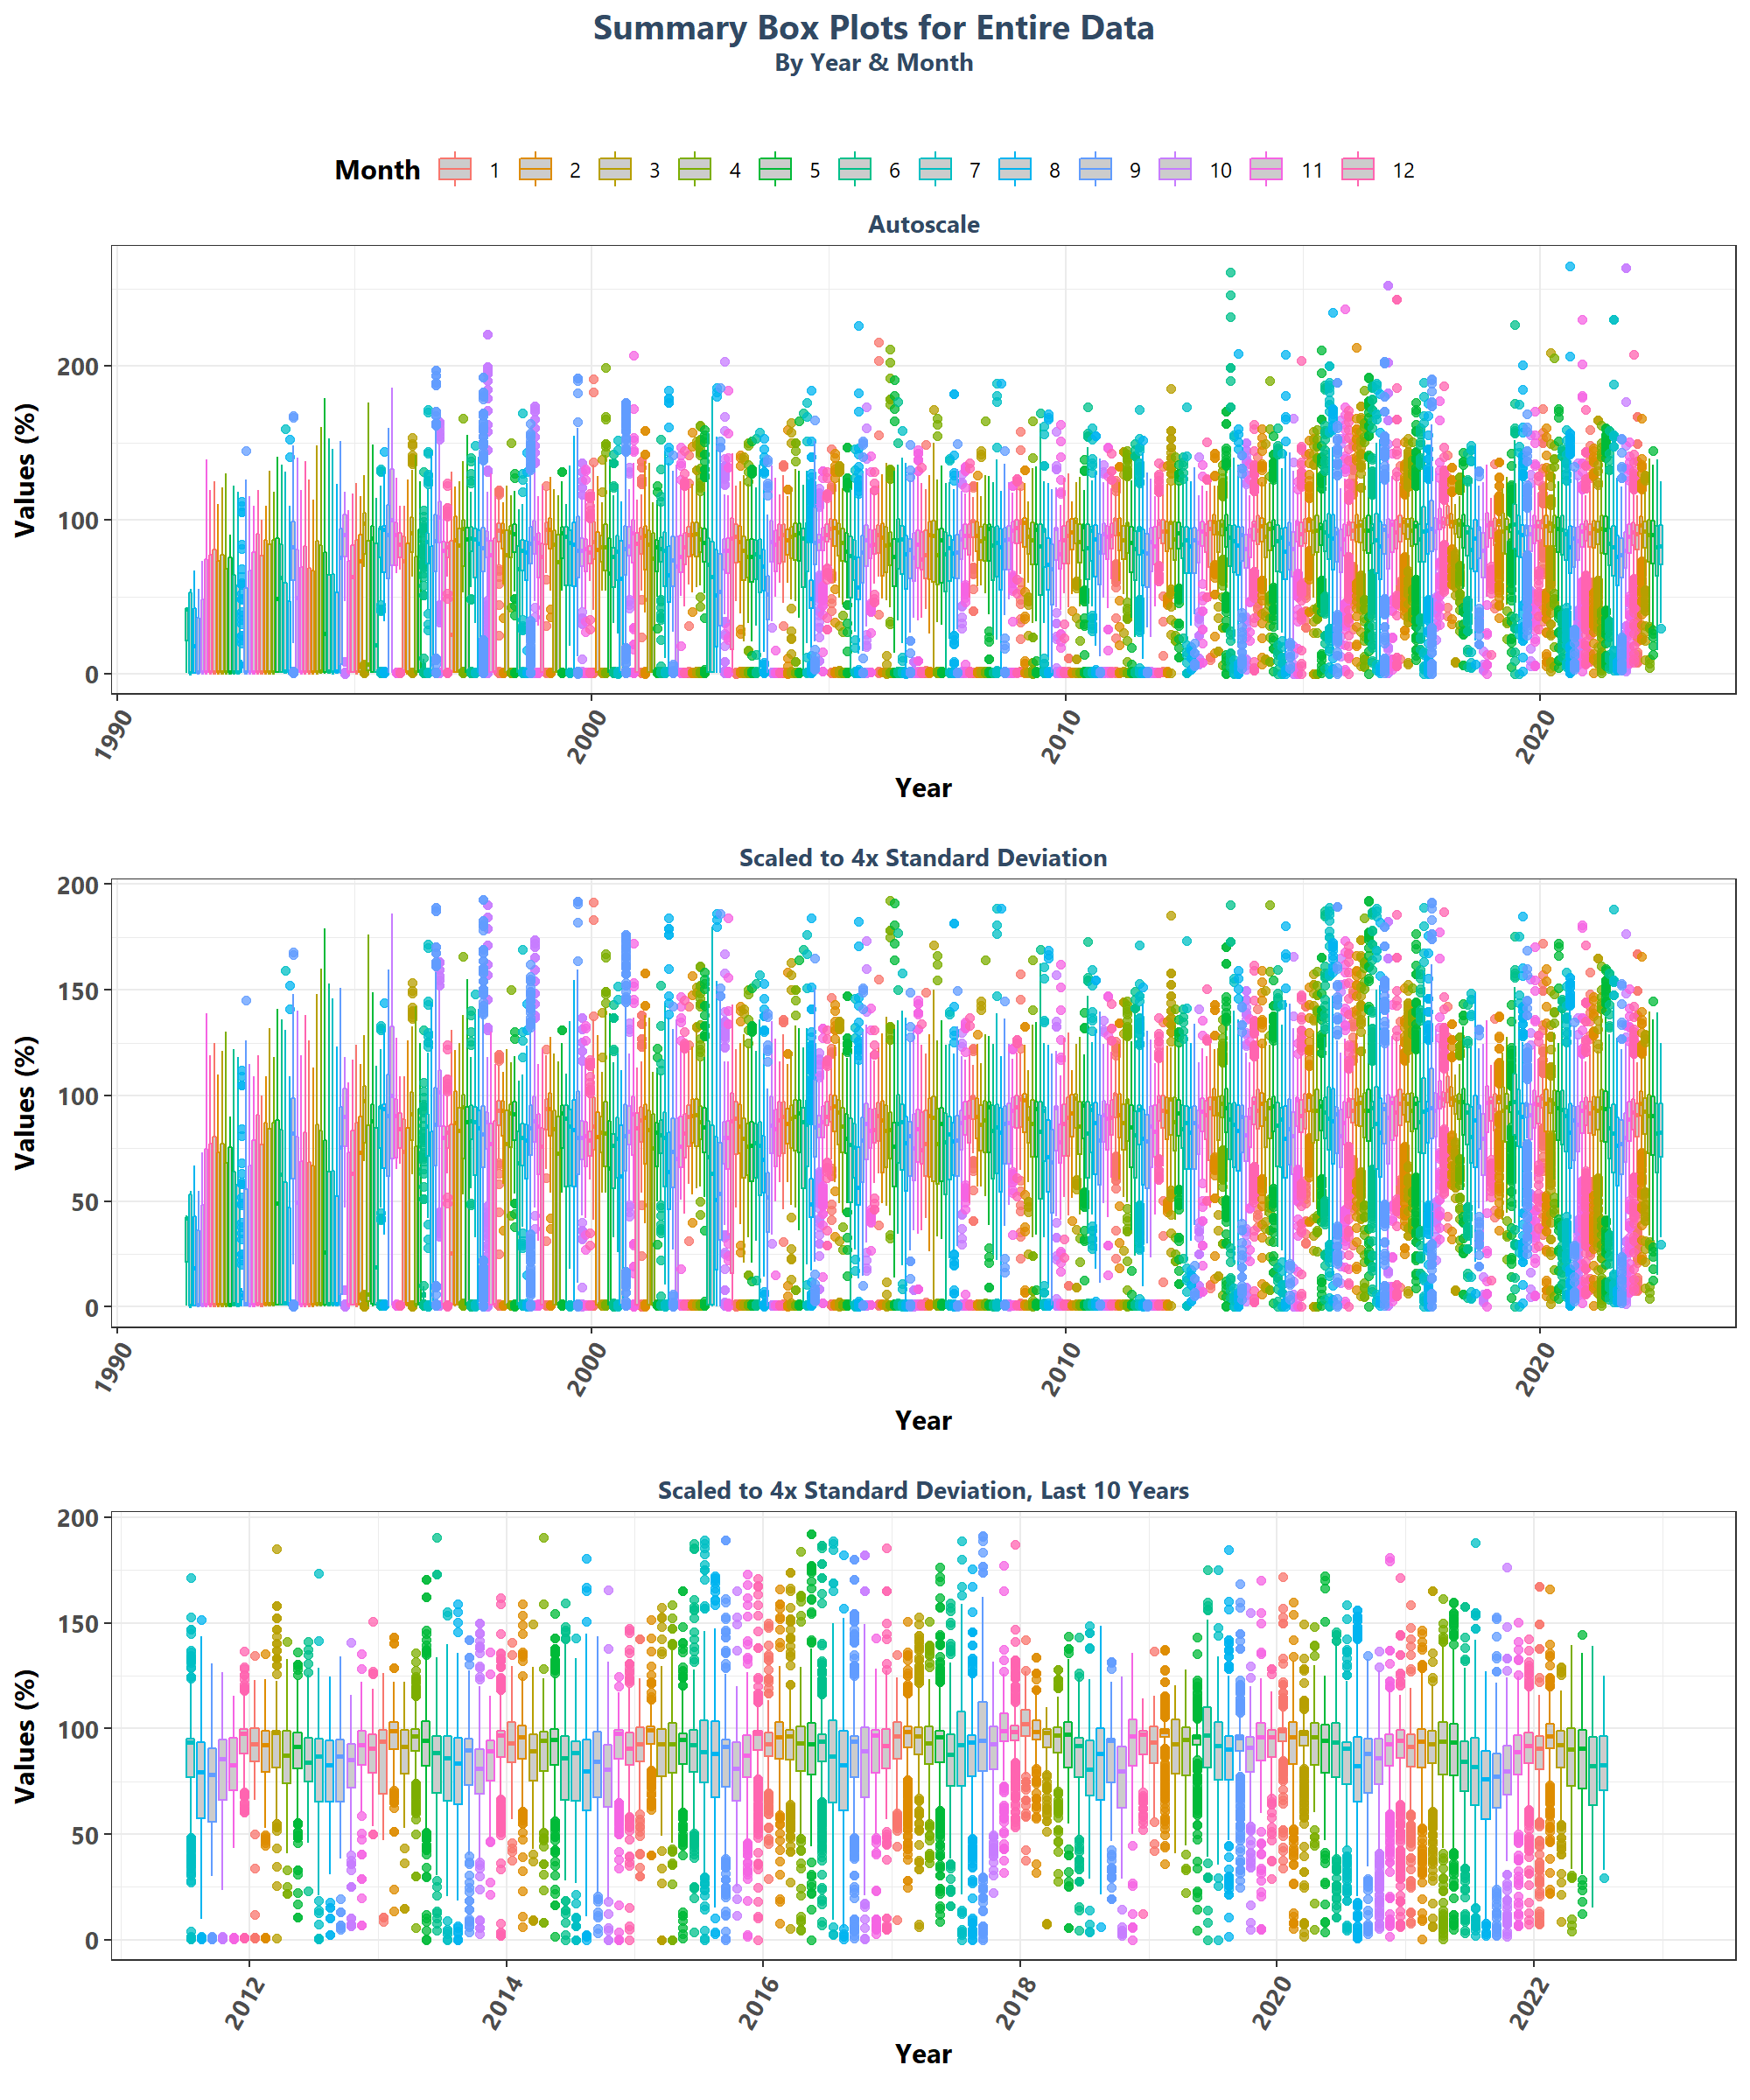 Summary Box Plots for Entire Data
By Year & Month
Month 1 2 3 4 5 6 7 8 9 10 11 12
Autoscale
Values (%)
200
100
0
1990 2000 2010 2020
Year
Scaled to 4x Standard Deviation
Values (%)
200
150
100
50
0
1990 2000 2010 2020
Year
Scaled to 4x Standard Deviation, Last 10 Years
Values (%)
200
150
100
50
0
2012 2014 2016 2018 2020 2022
Year